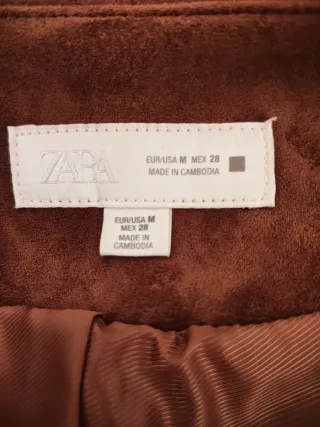 ZARA
EUR/USA M MEX 28
MADE IN CAMBODIA
EUR/USA M
MEX 28
MADE IN
CAMBODIA